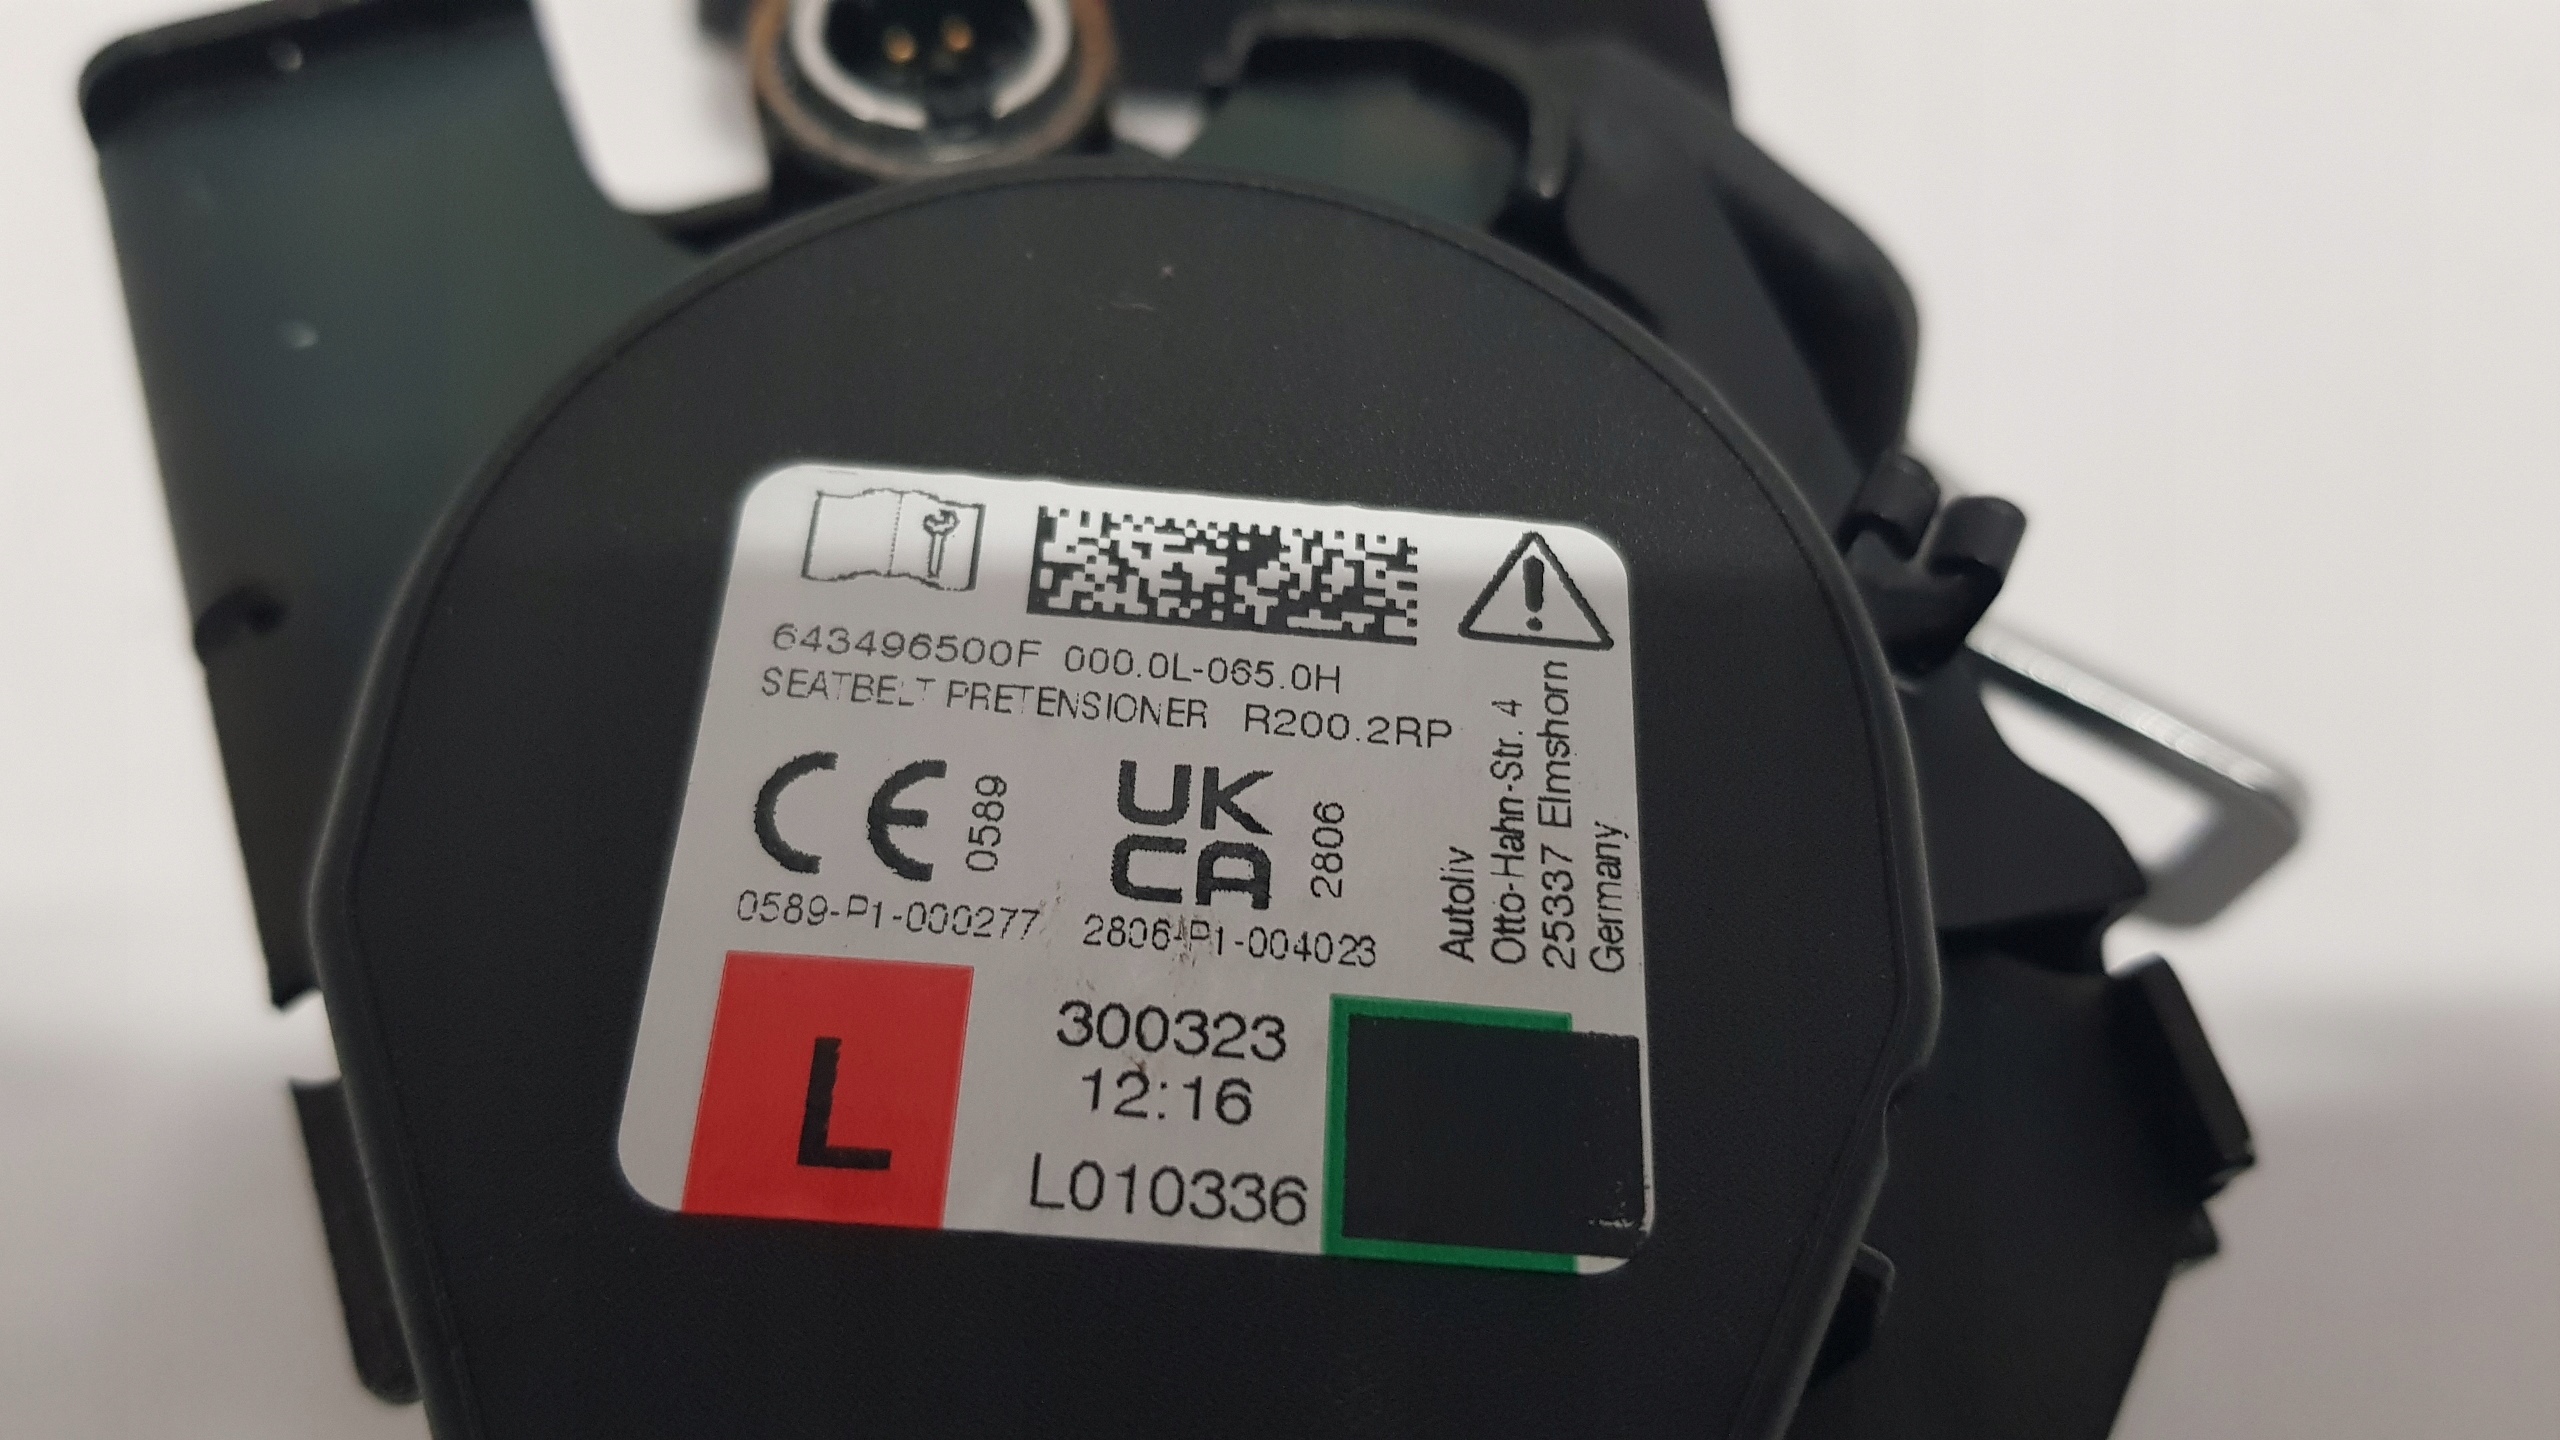 643496500F 000.0L-065.0H
SEATBELT PRETENSIONER R200.2RP
CE 0589
UK
CA 2806
0589-P1-000277
2806-P1-004023
Autoliv
Otto-Hahn-Str. 4
25337 Elmshorn
Germany
L
300323
12:16
L010336